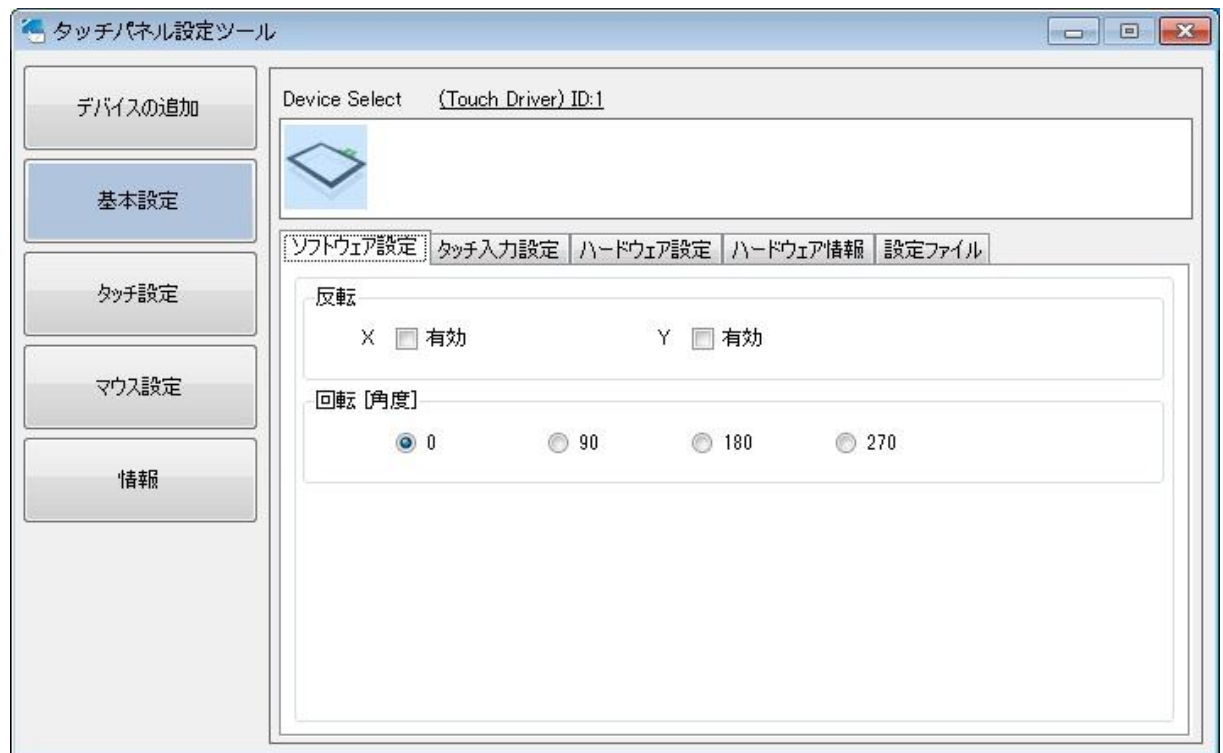 タッチパネル設定ツール
デバイスの追加
基本設定
タッチ設定
マウス設定
情報
Device Select (Touch Driver) ID:1
ソフトウェア設定 タッチ入力設定 ハードウェア設定 ハードウェア情報 設定ファイル
反転
X 有効 Y 有効
回転 [角度]
0 90 180 270